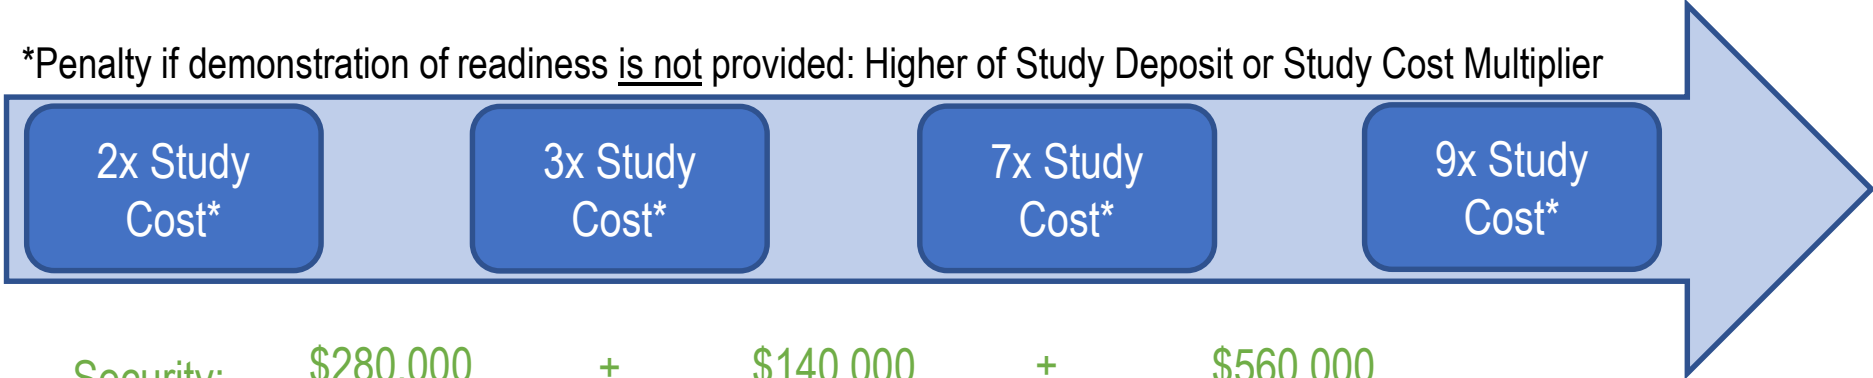 *Penalty if demonstration of readiness is not provided: Higher of Study Deposit or Study Cost Multiplier
2x Study
Cost*
3x Study
Cost*
7x Study
Cost*
9x Study
Cost*
Security: $280,000 + $140,000 + $560,000